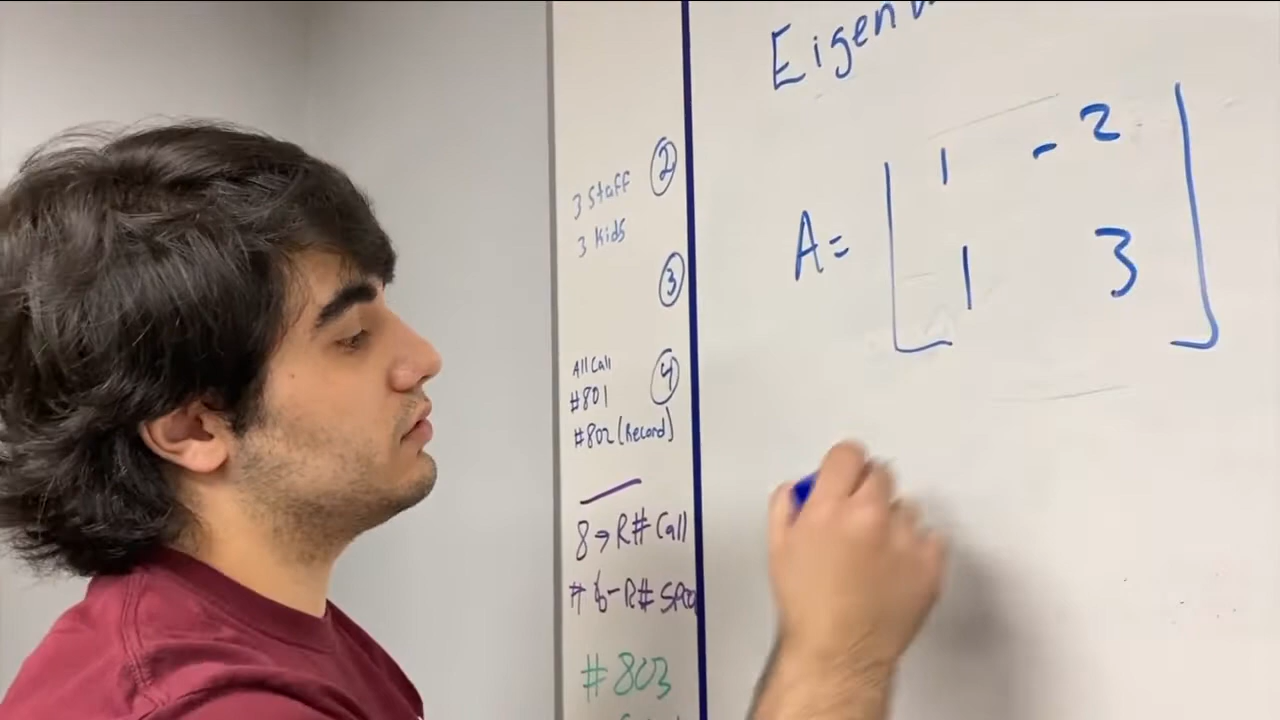 3 Staff ②
3 kids
③
All Call ④
#801
#802 (Record)
8→R# Call
#803
A= [ 1 -2
1 3 ]